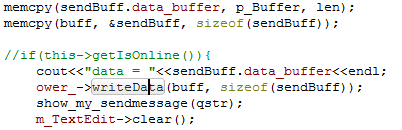 memcpy(sendBuff.data_buffer, p_Buffer, len);
memcpy(buff, &sendBuff, sizeof(sendBuff));
//if(this->getIsOnline()){
cout<<"data = "<<sendBuff.data_buffer<<endl;
ower_->writeData(buff, sizeof(sendBuff));
show_my_sendmessage(qstr);
m_TextEdit->clear();